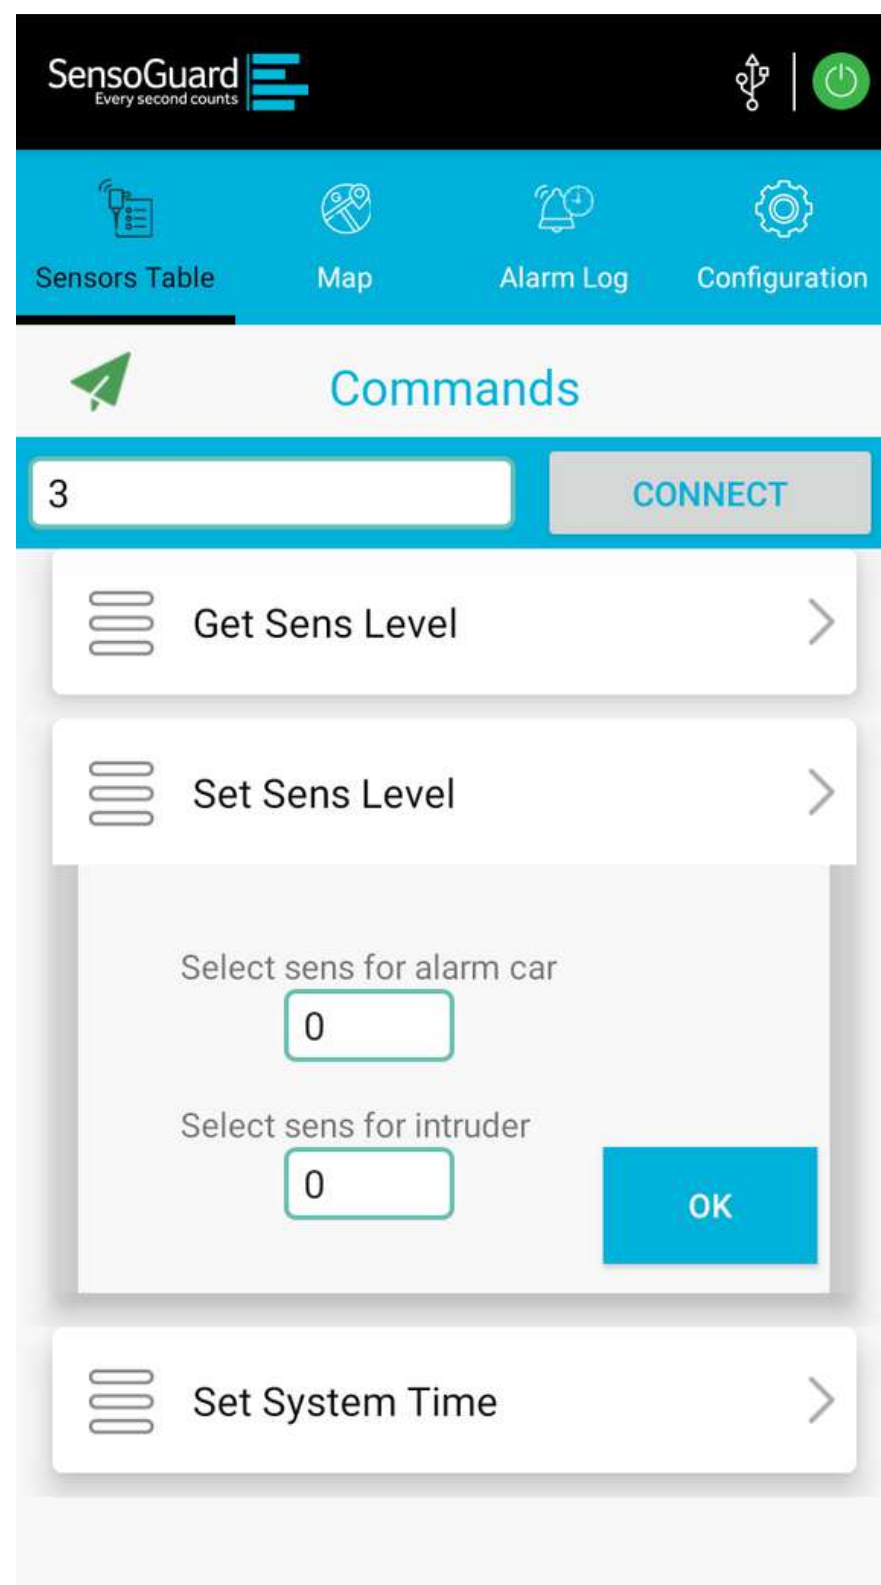 SensoGuard
Every second counts
Sensors Table
Map
Alarm Log
Configuration
Commands
3
CONNECT
Get Sens Level
Set Sens Level
Select sens for alarm car
0
Select sens for intruder
0
OK
Set System Time